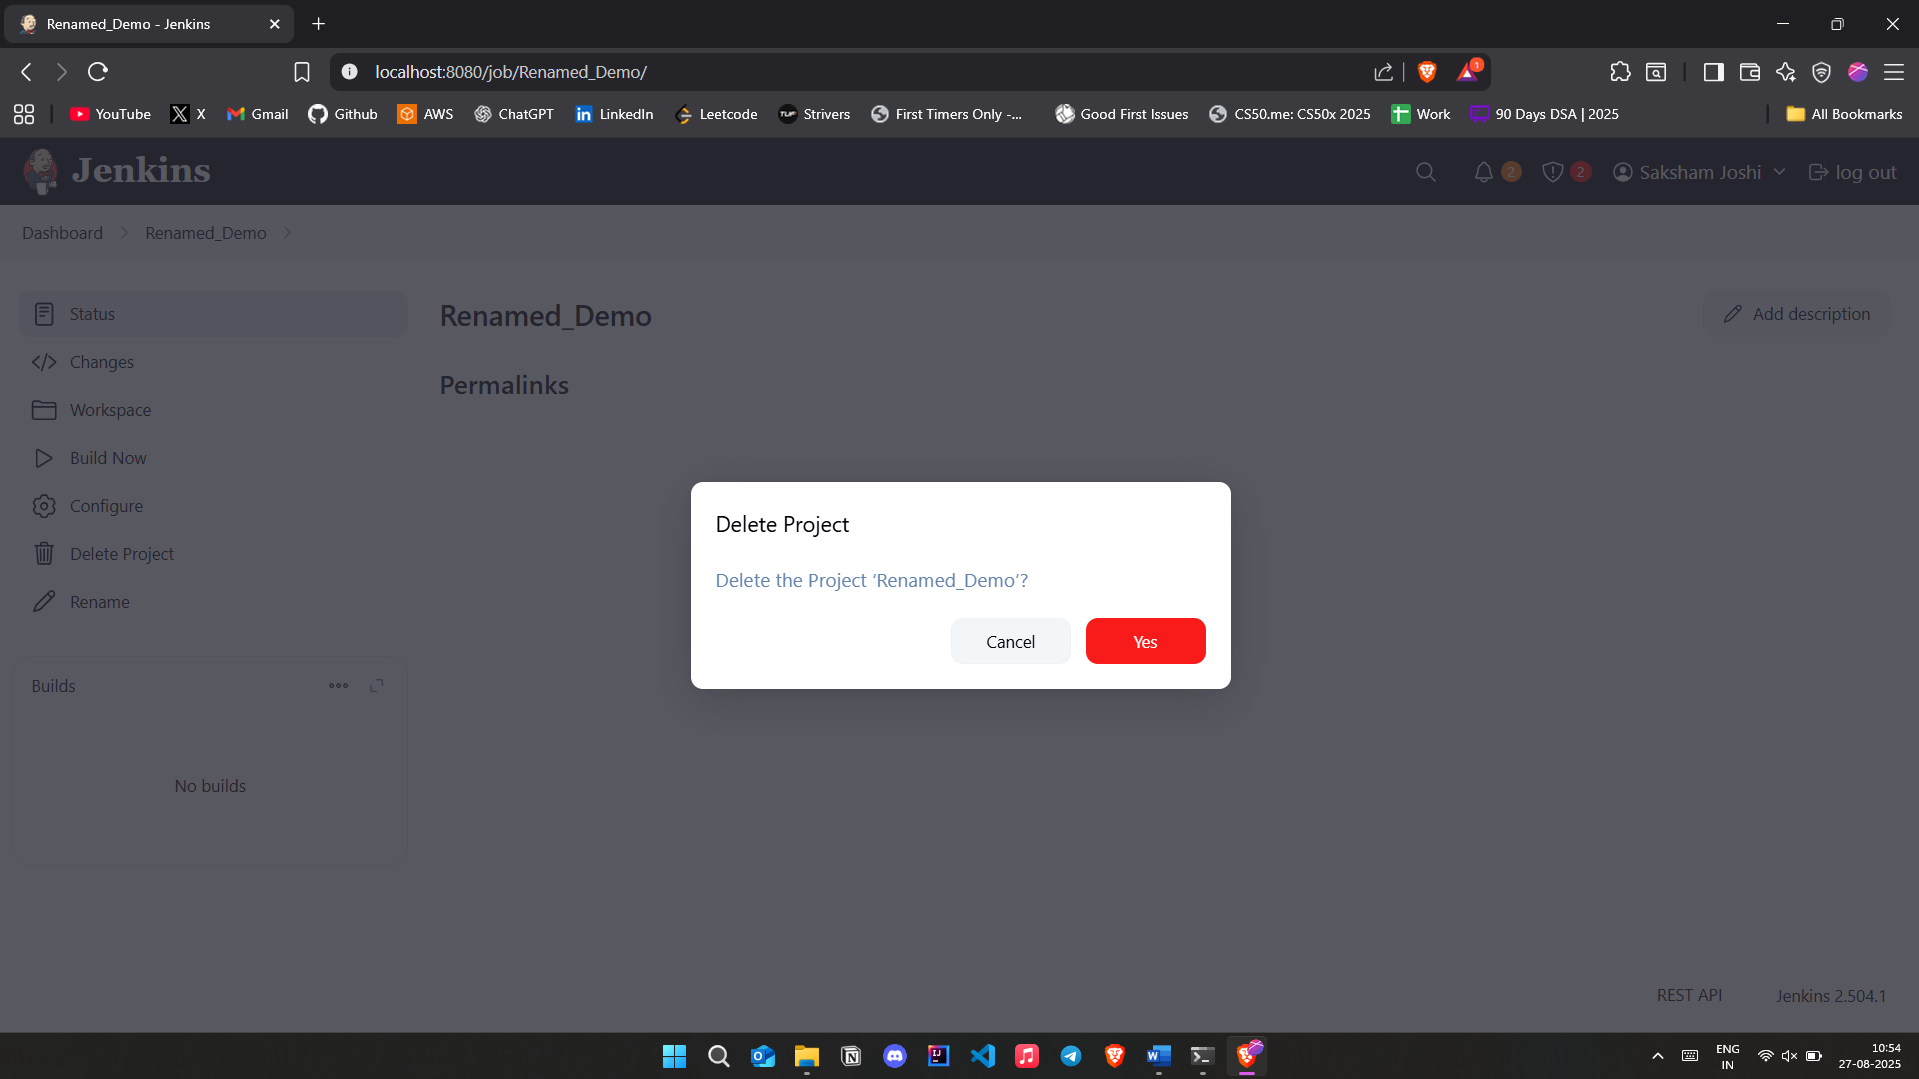 Renamed_Demo - Jenkins
localhost:8080/job/Renamed_Demo/
1
YouTube X Gmail Github AWS ChatGPT LinkedIn Leetcode TUF Strivers First Timers Only -... Good First Issues CS50.me: CS50x 2025 Work 90 Days DSA | 2025 All Bookmarks
Jenkins 2 2 Saksham Joshi log out
Dashboard Renamed_Demo
Status
Changes
Workspace
Build Now
Configure
Delete Project
Rename
Builds
No builds
Renamed_Demo
Add description
Permalinks
Delete Project
Delete the Project ‘Renamed_Demo’?
Cancel Yes
REST API Jenkins 2.504.1
ENG
IN
10:54
27-08-2025